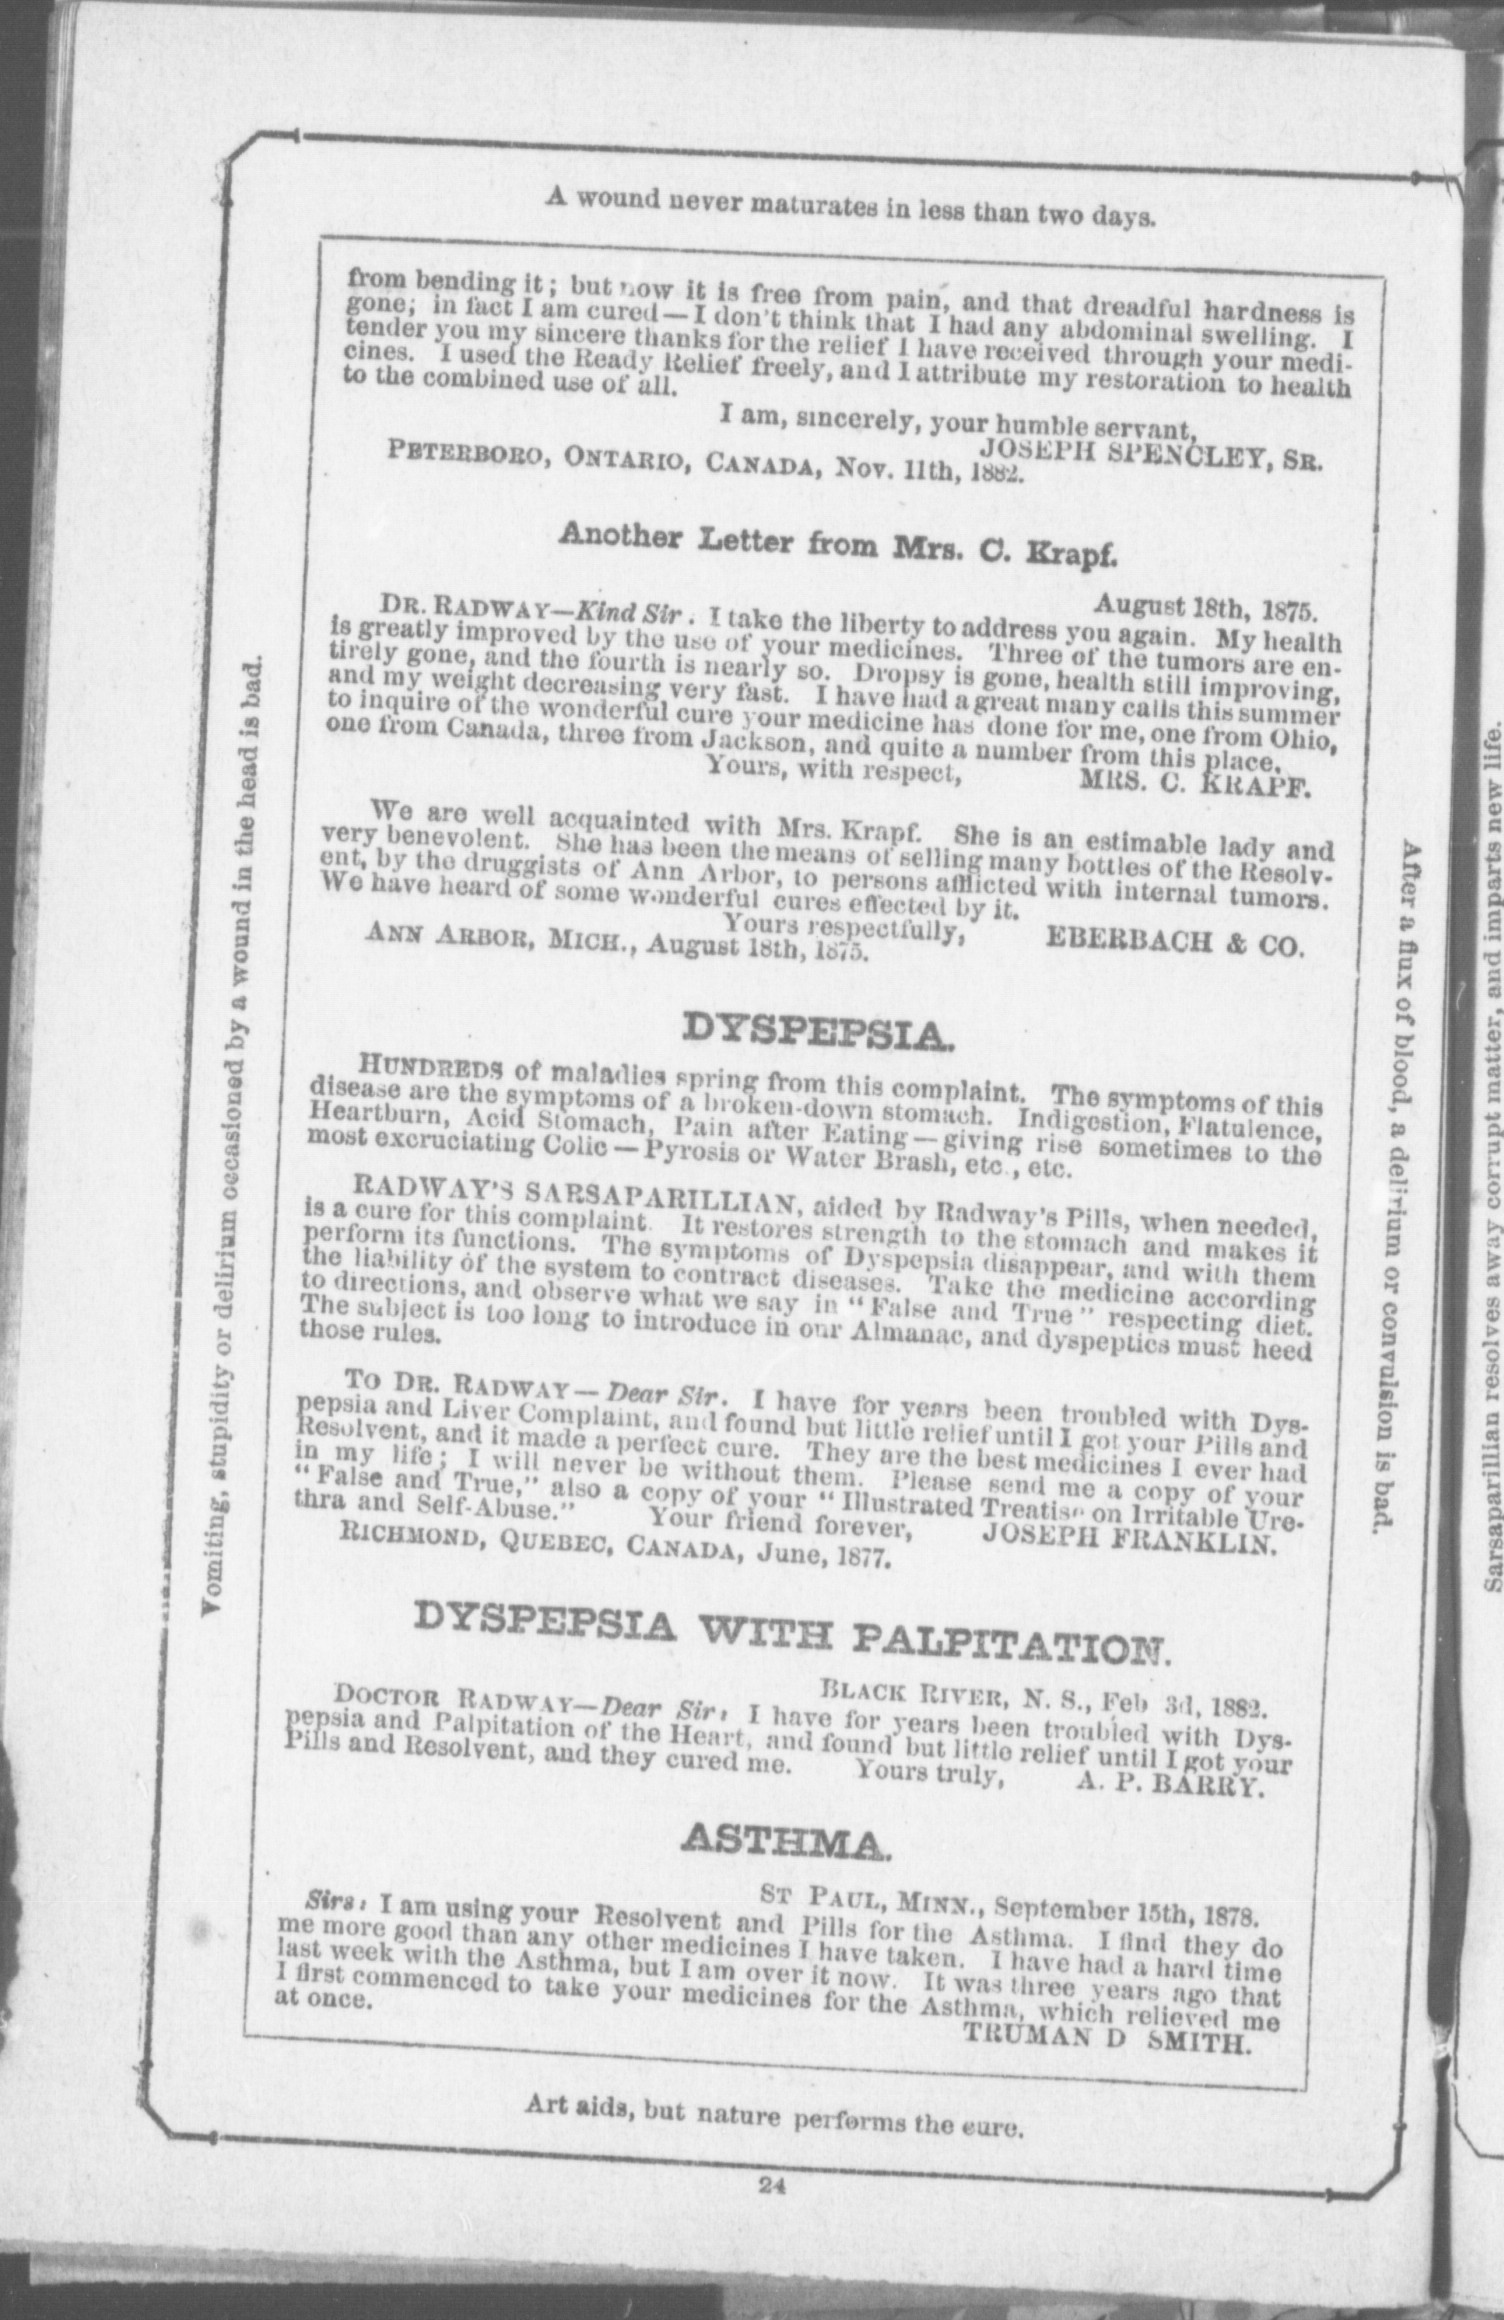 A wound never maturates in less than two days.
from bending it; but now it is free from pain, and that dreadful hardness is
gone; in fact I am cured—I don't think that I had any abdominal swelling. I
tender you my sincere thanks for the relief I have received through your medi-
cines. I used the Ready Relief freely, and I attribute my restoration to health
to the combined use of all.
I am, sincerely, your humble servant,
JOSEPH SPENCLEY, SR.
PETERBORO, ONTARIO, CANADA, Nov. 11th, 1882.
Another Letter from Mrs. C. Krapf.
August 18th, 1875.
DR. RADWAY—Kind Sir. I take the liberty to address you again. My health
is greatly improved by the use of your medicines. Three of the tumors are en-
tirely gone, and the fourth is nearly so. Dropsy is gone, health still improving,
and my weight decreasing very fast. I have had a great many calls this summer
to inquire of the wonderful cure your medicine has done for me, one from Ohio,
one from Canada, three from Jackson, and quite a number from this place.
Yours, with respect, MRS. C. KRAPF.
We are well acquainted with Mrs. Krapf. She is an estimable lady and
very benevolent. She has been the means of selling many bottles of the Resolv-
ent, by the druggists of Ann Arbor, to persons afflicted with internal tumors.
We have heard of some wonderful cures effected by it.
Yours respectfully, EBERBACH & CO.
ANN ARBOR, MICH., August 18th, 1875.
DYSPEPSIA.
HUNDREDS of maladies spring from this complaint. The symptoms of this
disease are the symptoms of a broken-down stomach. Indigestion, Flatulence,
Heartburn, Acid Stomach, Pain after Eating—giving rise sometimes to the
most excruciating Colic—Pyrosis or Water Brash, etc., etc.
RADWAY'S SARSAPARILLIAN, aided by Radway's Pills, when needed,
is a cure for this complaint. It restores strength to the stomach and makes it
perform its functions. The symptoms of Dyspepsia disappear, and with them
the liability of the system to contract diseases. Take the medicine according
to directions, and observe what we say in "False and True" respecting diet.
The subject is too long to introduce in our Almanac, and dyspeptics must heed
those rules.
TO DR. RADWAY—Dear Sir. I have for years been troubled with Dys-
pepsia and Liver Complaint, and found but little relief until I got your Pills and
Resolvent, and it made a perfect cure. They are the best medicines I ever had
in my life; I will never be without them. Please send me a copy of your
"False and True," also a copy of your "Illustrated Treatise on Irritable Ure-
thra and Self-Abuse." Your friend forever, JOSEPH FRANKLIN.
RICHMOND, QUEBEC, CANADA, June, 1877.
DYSPEPSIA WITH PALPITATION.
BLACK RIVER, N. S., Feb 3d, 1882.
DOCTOR RADWAY—Dear Sir: I have for years been troubled with Dys-
pepsia and Palpitation of the Heart, and found but little relief until I got your
Pills and Resolvent, and they cured me. Yours truly, A. P. BARRY.
ASTHMA.
ST PAUL, MINN., September 15th, 1878.
Sirs: I am using your Resolvent and Pills for the Asthma. I find they do
me more good than any other medicines I have taken. I have had a hard time
last week with the Asthma, but I am over it now. It was three years ago that
I first commenced to take your medicines for the Asthma, which relieved me
at once.
TRUMAN D SMITH.
Art aids, but nature performs the cure.
24
Vomiting, stupidity or delirium occasioned by a wound in the head is bad.
After a flux of blood, a delirium or convulsion is bad.
Sarsaparillian resolves away corrupt matter, and imparts new life.